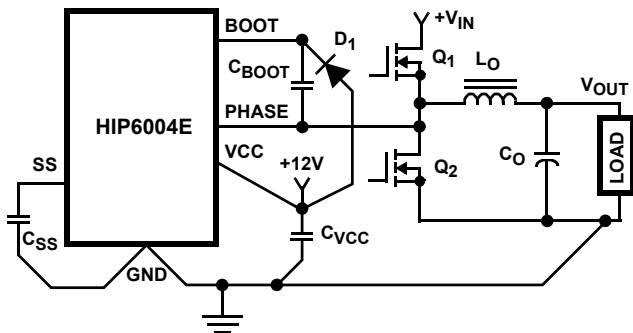 +VIN
BOOT
D1
Q1
LO
CBOOT
VOUT
PHASE
HIP6004E
VCC
SS
+12V
Q2
CO
LOAD
CSS
CVCC
GND